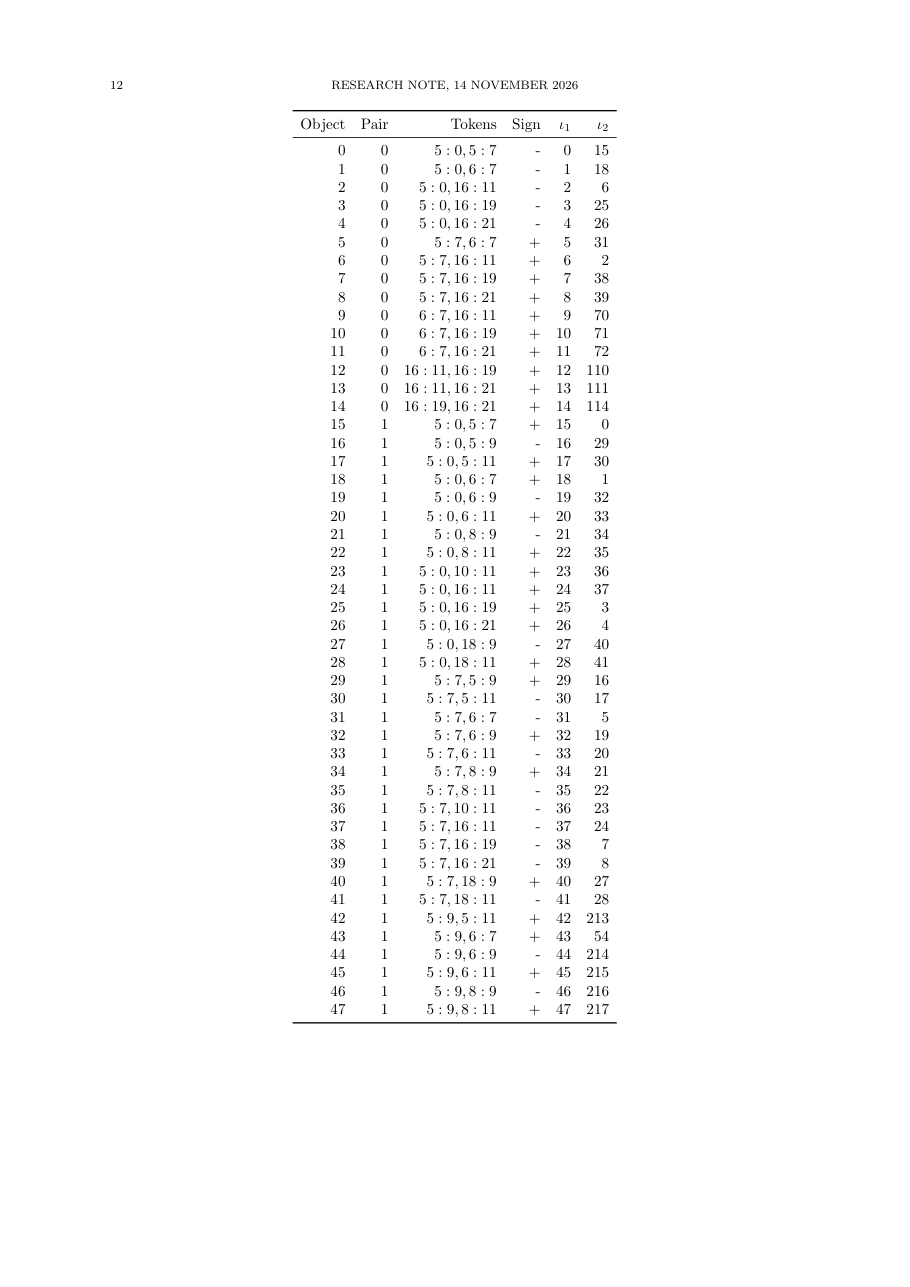 12 RESEARCH NOTE, 14 NOVEMBER 2026
Object Pair Tokens Sign ι1 ι2
0 0 5 : 0, 5 : 7 - 0 15
1 0 5 : 0, 6 : 7 - 1 18
2 0 5 : 0, 16 : 11 - 2 6
3 0 5 : 0, 16 : 19 - 3 25
4 0 5 : 0, 16 : 21 - 4 26
5 0 5 : 7, 6 : 7 + 5 31
6 0 5 : 7, 16 : 11 + 6 2
7 0 5 : 7, 16 : 19 + 7 38
8 0 5 : 7, 16 : 21 + 8 39
9 0 6 : 7, 16 : 11 + 9 70
10 0 6 : 7, 16 : 19 + 10 71
11 0 6 : 7, 16 : 21 + 11 72
12 0 16 : 11, 16 : 19 + 12 110
13 0 16 : 11, 16 : 21 + 13 111
14 0 16 : 19, 16 : 21 + 14 114
15 1 5 : 0, 5 : 7 + 15 0
16 1 5 : 0, 5 : 9 - 16 29
17 1 5 : 0, 5 : 11 + 17 30
18 1 5 : 0, 6 : 7 + 18 1
19 1 5 : 0, 6 : 9 - 19 32
20 1 5 : 0, 6 : 11 + 20 33
21 1 5 : 0, 8 : 9 - 21 34
22 1 5 : 0, 8 : 11 + 22 35
23 1 5 : 0, 10 : 11 + 23 36
24 1 5 : 0, 16 : 11 + 24 37
25 1 5 : 0, 16 : 19 + 25 3
26 1 5 : 0, 16 : 21 + 26 4
27 1 5 : 0, 18 : 9 - 27 40
28 1 5 : 0, 18 : 11 + 28 41
29 1 5 : 7, 5 : 9 + 29 16
30 1 5 : 7, 5 : 11 - 30 17
31 1 5 : 7, 6 : 7 - 31 5
32 1 5 : 7, 6 : 9 + 32 19
33 1 5 : 7, 6 : 11 - 33 20
34 1 5 : 7, 8 : 9 + 34 21
35 1 5 : 7, 8 : 11 - 35 22
36 1 5 : 7, 10 : 11 - 36 23
37 1 5 : 7, 16 : 11 - 37 24
38 1 5 : 7, 16 : 19 - 38 7
39 1 5 : 7, 16 : 21 - 39 8
40 1 5 : 7, 18 : 9 + 40 27
41 1 5 : 7, 18 : 11 - 41 28
42 1 5 : 9, 5 : 11 + 42 213
43 1 5 : 9, 6 : 7 + 43 54
44 1 5 : 9, 6 : 9 - 44 214
45 1 5 : 9, 6 : 11 + 45 215
46 1 5 : 9, 8 : 9 - 46 216
47 1 5 : 9, 8 : 11 + 47 217